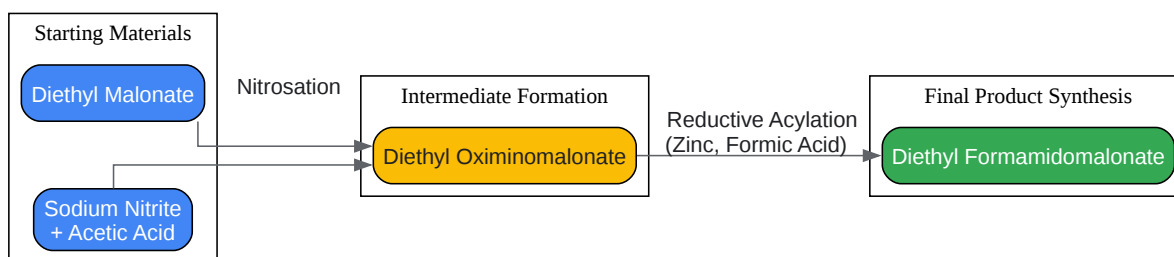 Starting Materials
Diethyl Malonate
Sodium Nitrite
+ Acetic Acid
Nitrosation
Intermediate Formation
Diethyl Oximinomalonate
Reductive Acylation
(Zinc, Formic Acid)
Final Product Synthesis
Diethyl Formamidomalonate